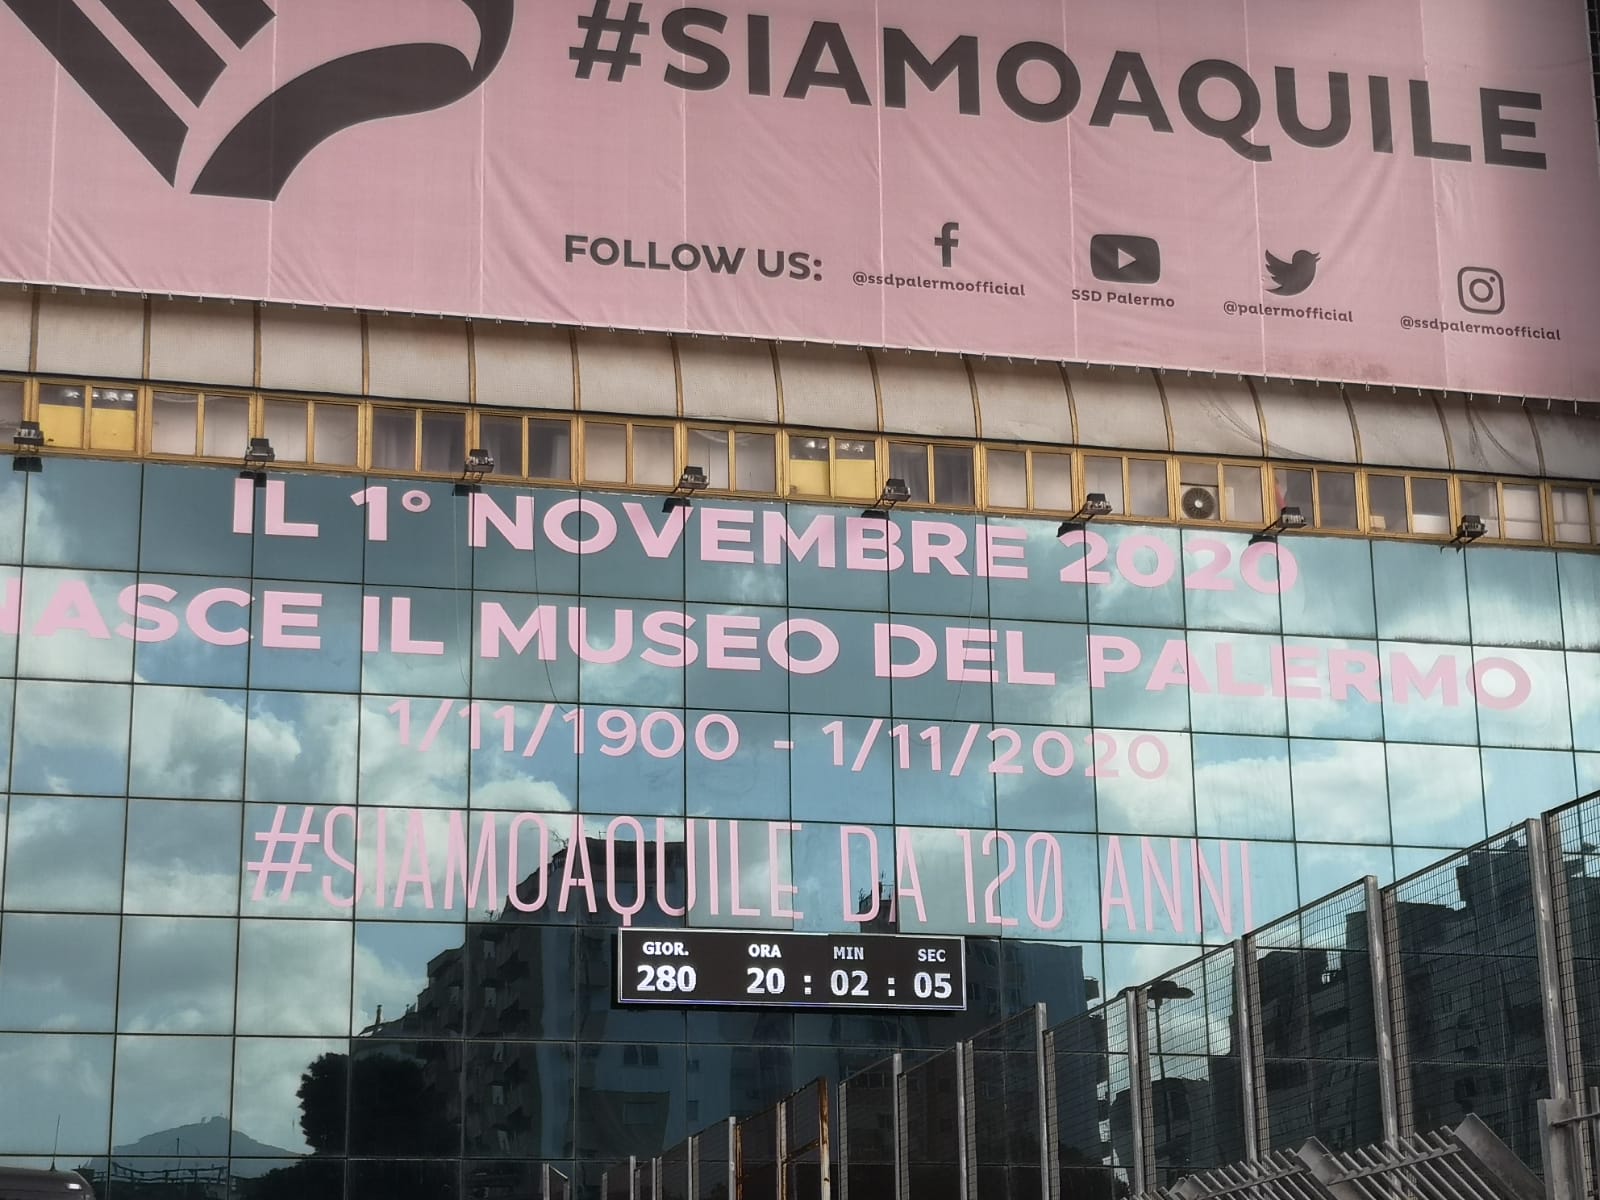 #SIAMOAQUILE
FOLLOW US:
@ssdpalermoofficial
SSD Palermo
@palermofficial
@ssdpalermoofficial
IL 1° NOVEMBRE 2020
NASCE IL MUSEO DEL PALERMO
1/11/1900 - 1/11/2020
#SIAMOAQUILE DA 120 ANNI
GIOR. ORA MIN SEC
280 20 : 02 : 05